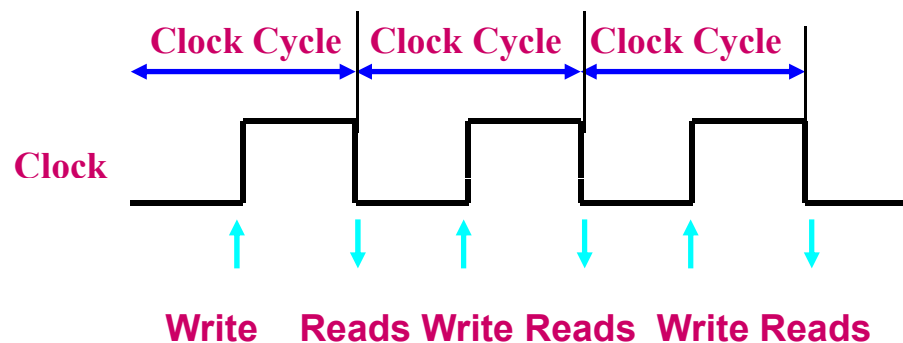 Clock Cycle Clock Cycle Clock Cycle
Clock
Write Reads Write Reads Write Reads